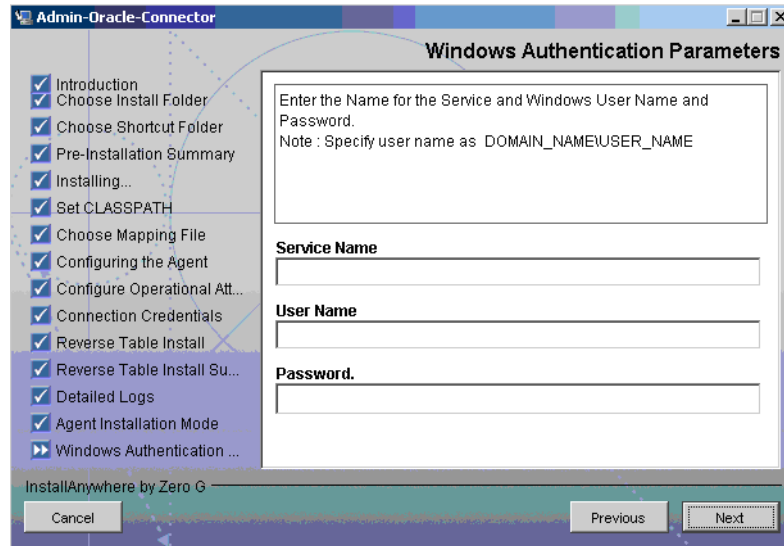 Admin-Oracle-Connector
Windows Authentication Parameters
Introduction
Choose Install Folder
Choose Shortcut Folder
Pre-Installation Summary
Installing...
Set CLASSPATH
Choose Mapping File
Configuring the Agent
Configure Operational Att...
Connection Credentials
Reverse Table Install
Reverse Table Install Su...
Detailed Logs
Agent Installation Mode
Windows Authentication ...
Enter the Name for the Service and Windows User Name and
Password.
Note : Specify user name as DOMAIN_NAME\USER_NAME
Service Name
User Name
Password.
InstallAnywhere by Zero G
Cancel
Previous
Next